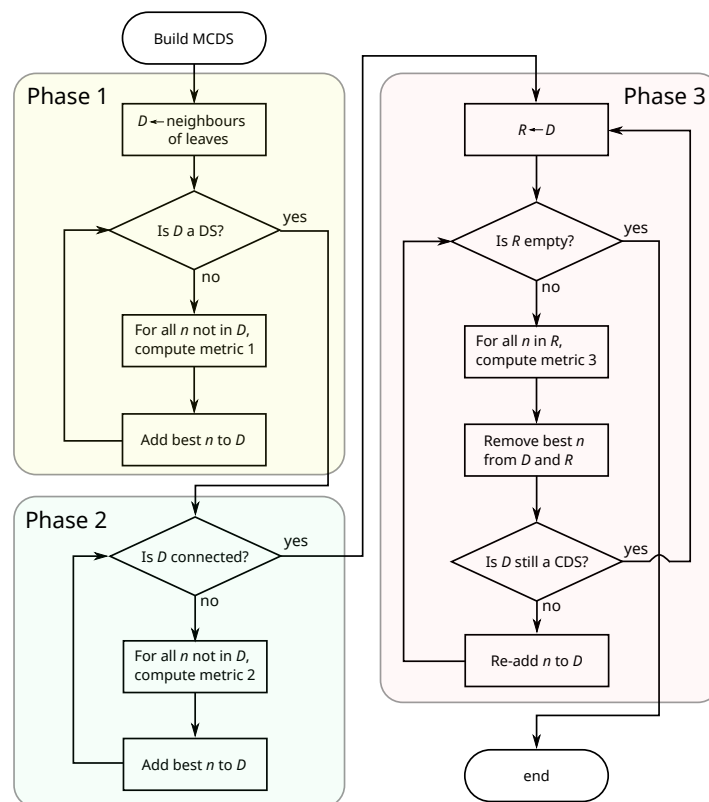 Build MCDS
Phase 1
D ← neighbours
of leaves
Is D a DS?
yes
no
For all n not in D,
compute metric 1
Add best n to D
Phase 2
Is D connected?
yes
no
For all n not in D,
compute metric 2
Add best n to D
Phase 3
R ← D
Is R empty?
yes
no
For all n in R,
compute metric 3
Remove best n
from D and R
Is D still a CDS?
yes
no
Re-add n to D
end